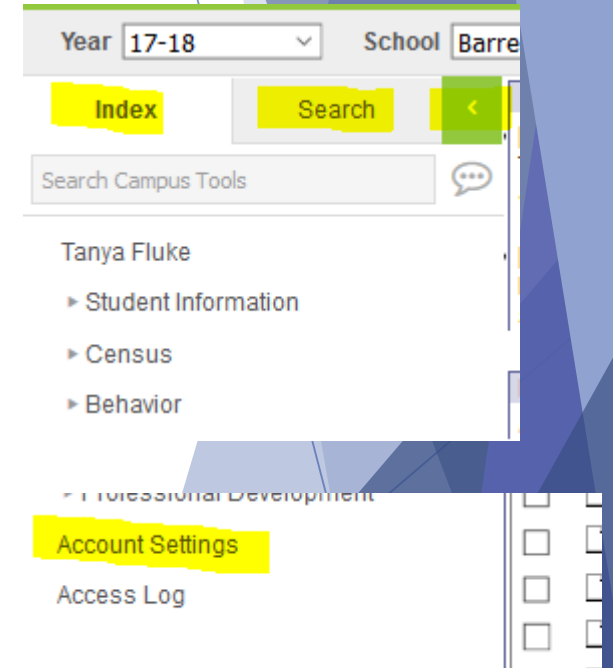 Year 17-18 School Barre
Index Search <
Search Campus Tools
Tanya Fluke
▸ Student Information
▸ Census
▸ Behavior
▸ Professional Development
Account Settings
Access Log